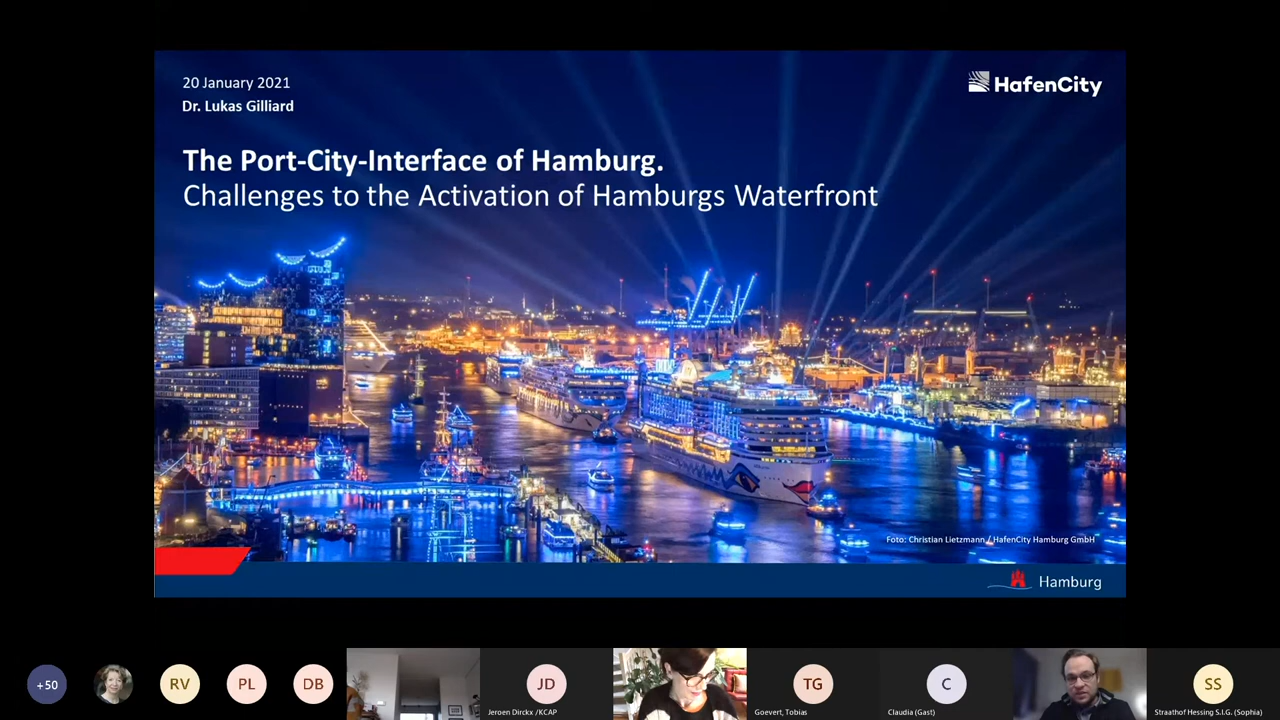 20 January 2021
Dr. Lukas Gilliard
HafenCity
The Port-City-Interface of Hamburg.
Challenges to the Activation of Hamburgs Waterfront
Foto: Christian Lietzmann / HafenCity Hamburg GmbH
Hamburg
+50
RV
PL
DB
JD
Jeroen Dirckx /KCAP
TG
Goevert, Tobias
C
Claudia (Gast)
SS
Straathof Hessing S.I.G. (Sophia)